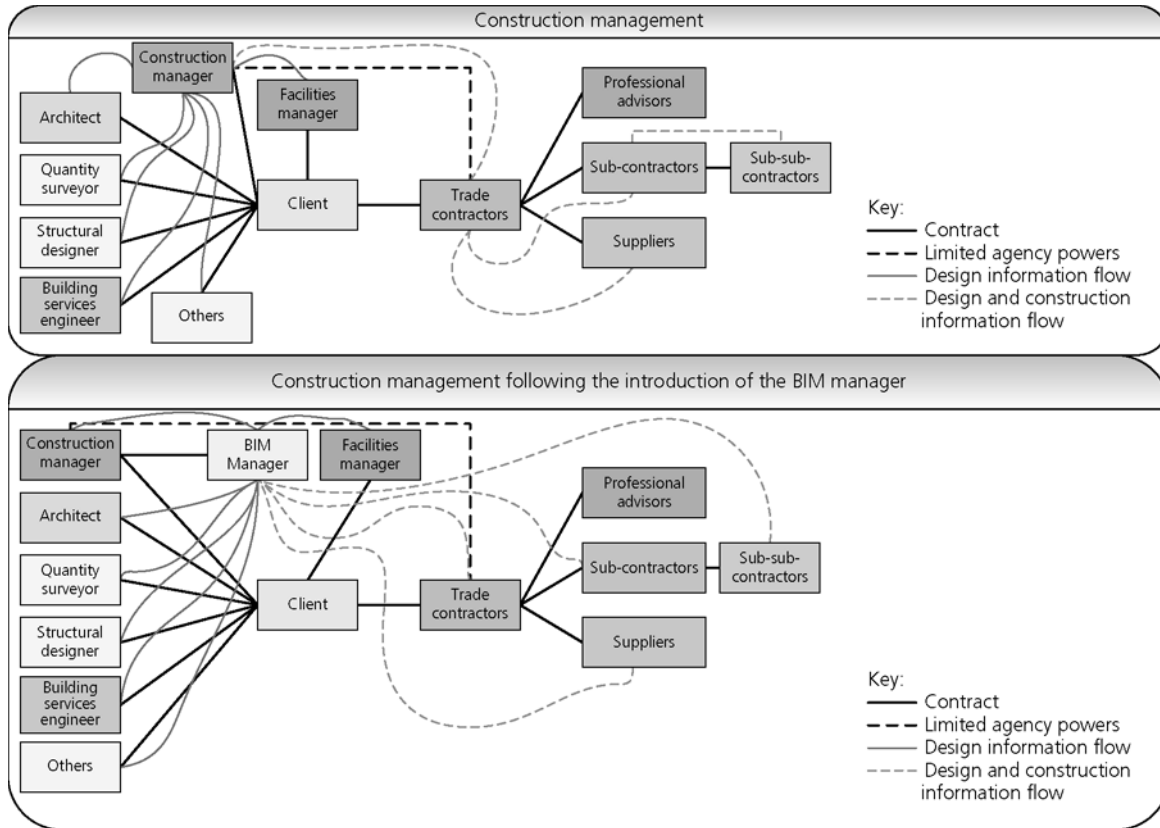 Construction management
Construction
manager
Facilities
manager
Architect
Quantity
surveyor
Structural
designer
Building
services
engineer
Others
Client
Trade
contractors
Professional
advisors
Sub-contractors
Sub-sub-
contractors
Suppliers
Key:
Contract
Limited agency powers
Design information flow
Design and construction
information flow
Construction management following the introduction of the BIM manager
Construction
manager
BIM
Manager
Facilities
manager
Architect
Quantity
surveyor
Structural
designer
Building
services
engineer
Others
Client
Trade
contractors
Professional
advisors
Sub-contractors
Sub-sub-
contractors
Suppliers
Key:
Contract
Limited agency powers
Design information flow
Design and construction
information flow